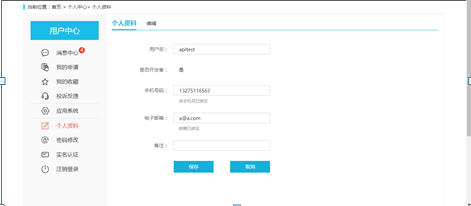 当前位置：首页 > 个人中心> 个人资料
用户中心
消息中心 4
我的申请
我的收藏
投诉反馈
应用系统
个人资料
密码修改
实名认证
注销登录
个人资料 编辑
用户名： apitest
是否开发者： 是
手机号码： 13275116563
该手机号已绑定
电子邮箱： a@a.com
邮箱已绑定
备注：
保存 取消